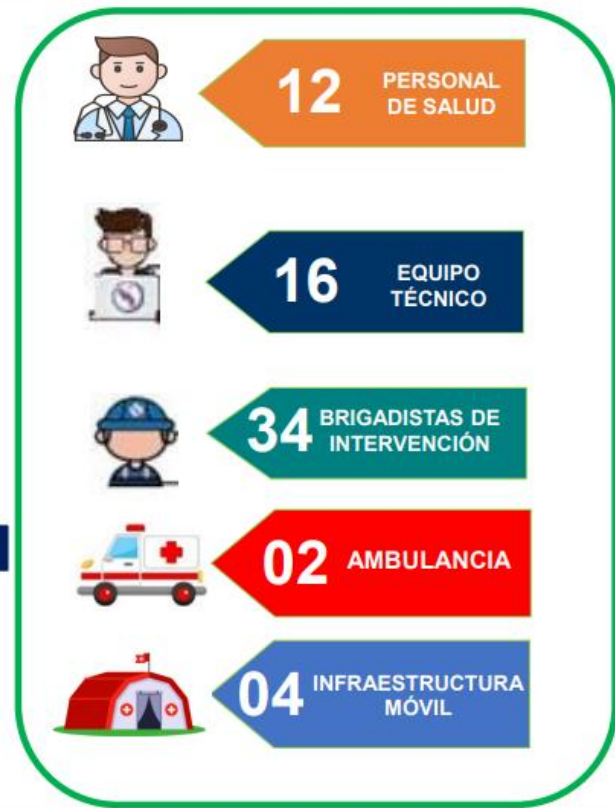 12 PERSONAL
DE SALUD
16 EQUIPO
TÉCNICO
34 BRIGADISTAS DE
INTERVENCIÓN
02 AMBULANCIA
04 INFRAESTRUCTURA
MÓVIL